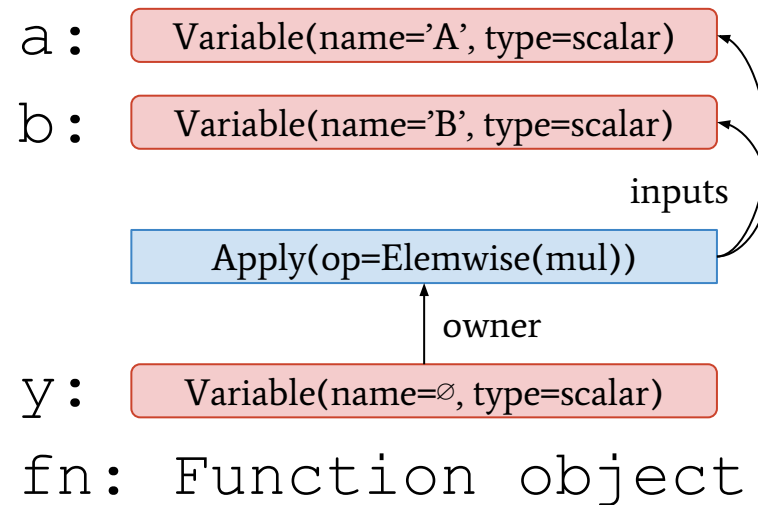 a: Variable(name=’A’, type=scalar)
b: Variable(name=’B’, type=scalar)
inputs
Apply(op=Elemwise(mul))
owner
y: Variable(name=∅, type=scalar)
fn: Function object